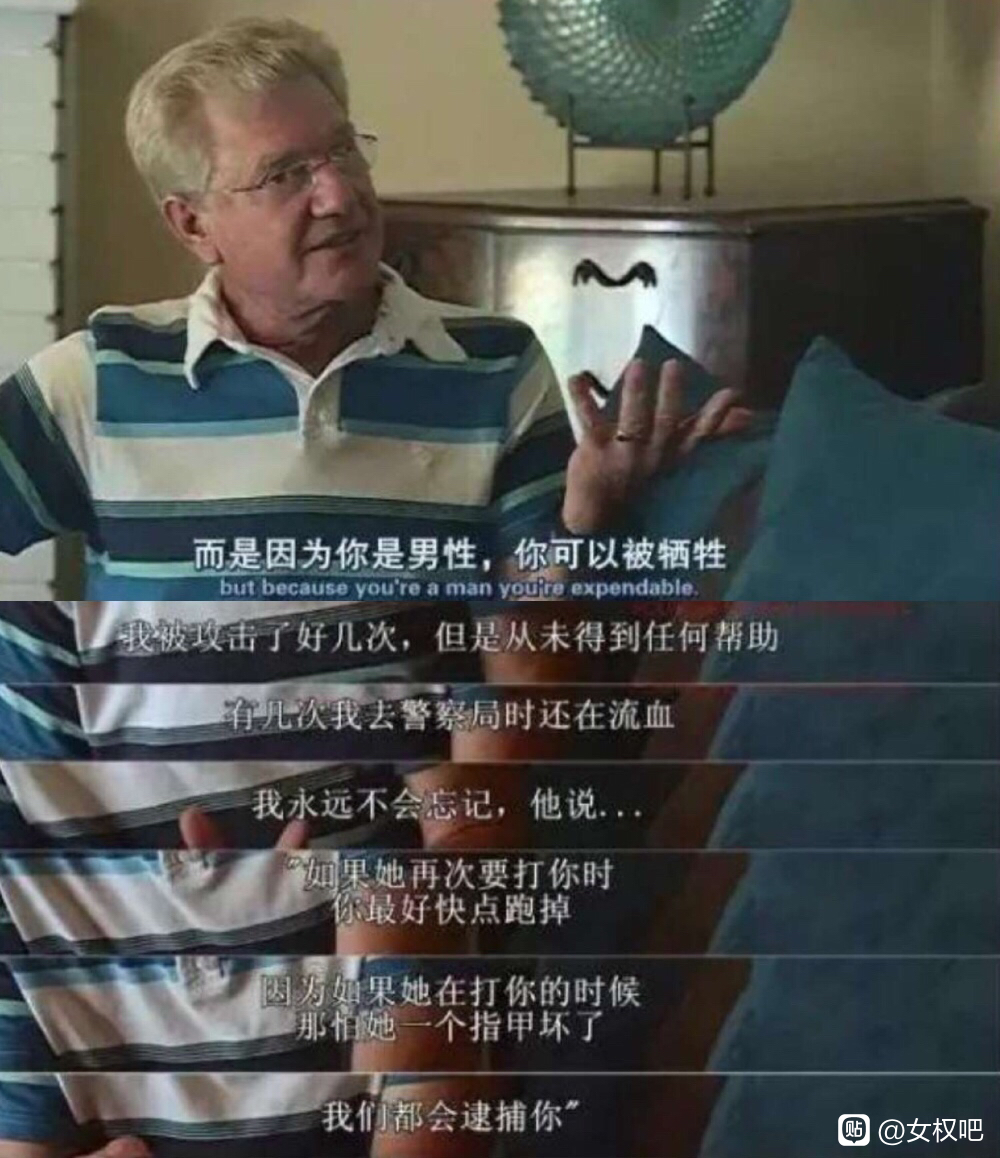 而是因为你是男性，你可以被牺牲
but because you're a man you're expendable.
我被攻击了好几次，但是从未得到任何帮助
有几次我去警察局时还在流血
我永远不会忘记，他说...
"如果她再次要打你时
你最好快点跑掉
因为如果她在打你的时候
那怕她一个指甲坏了
我们都会逮捕你"
贴 @女权吧